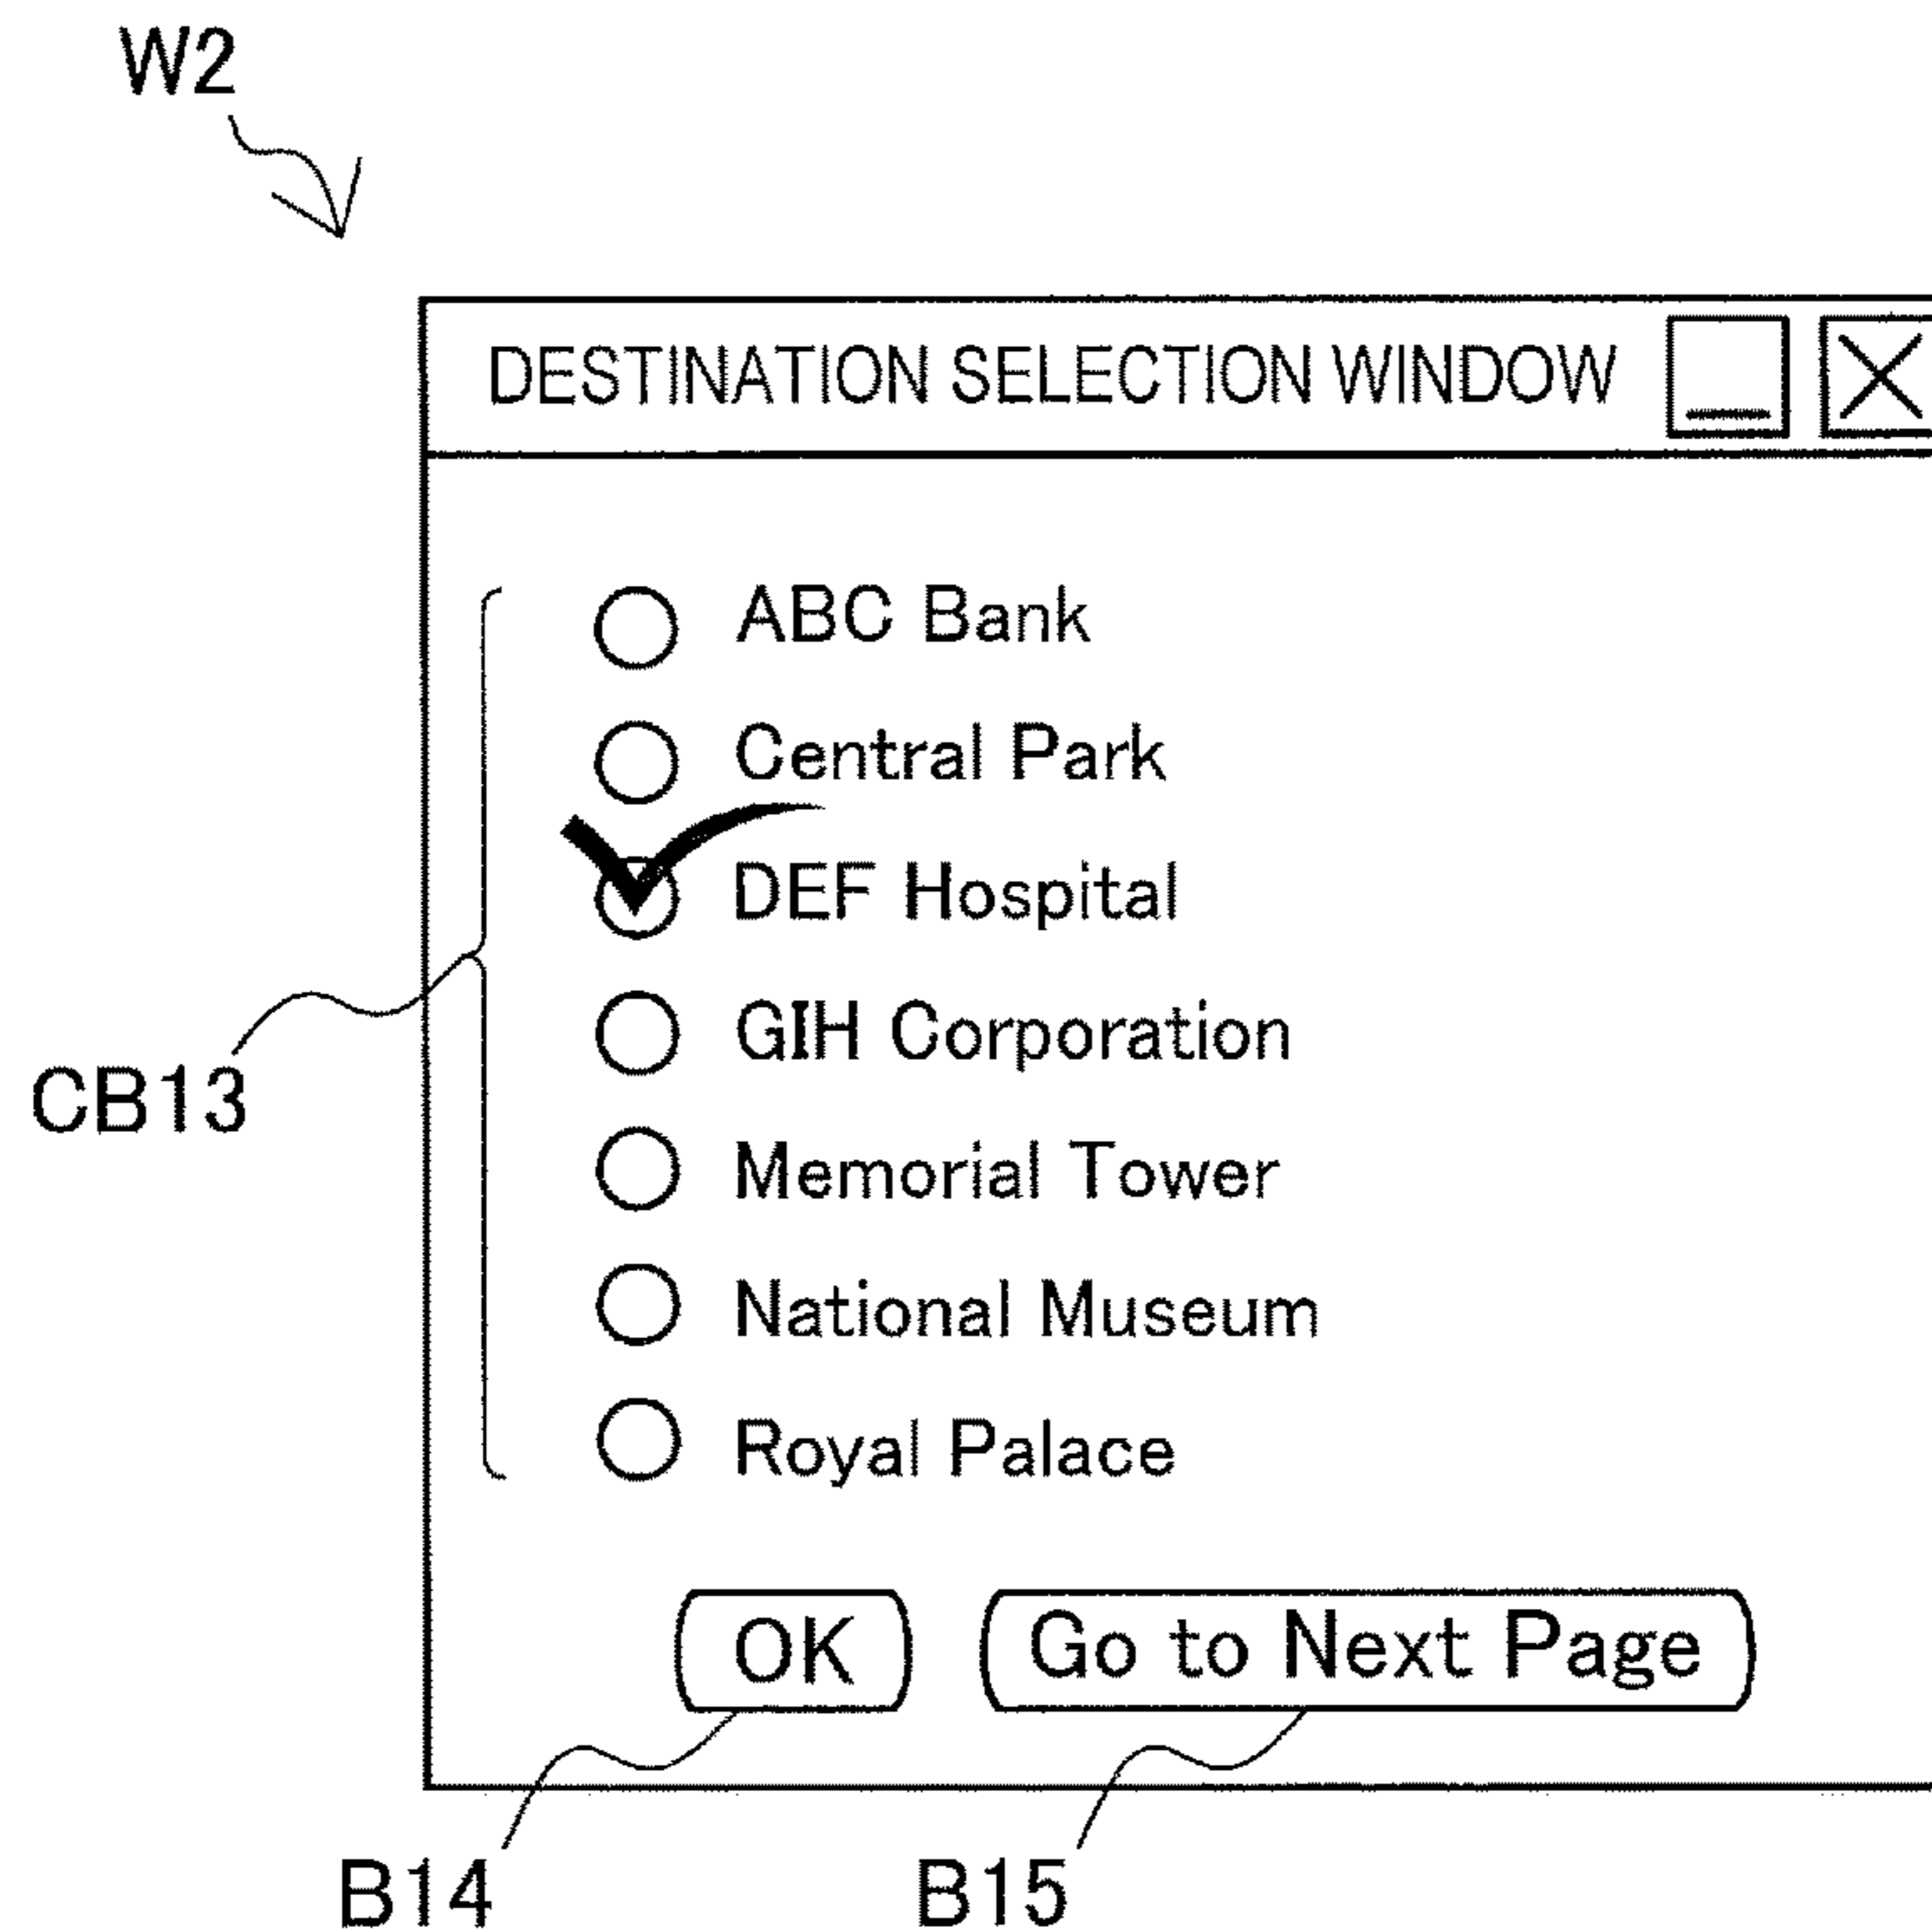 W2
DESTINATION SELECTION WINDOW
ABC Bank
Central Park
DEF Hospital
GIH Corporation
CB13
Memorial Tower
National Museum
Royal Palace
OK Go to Next Page
B14 B15